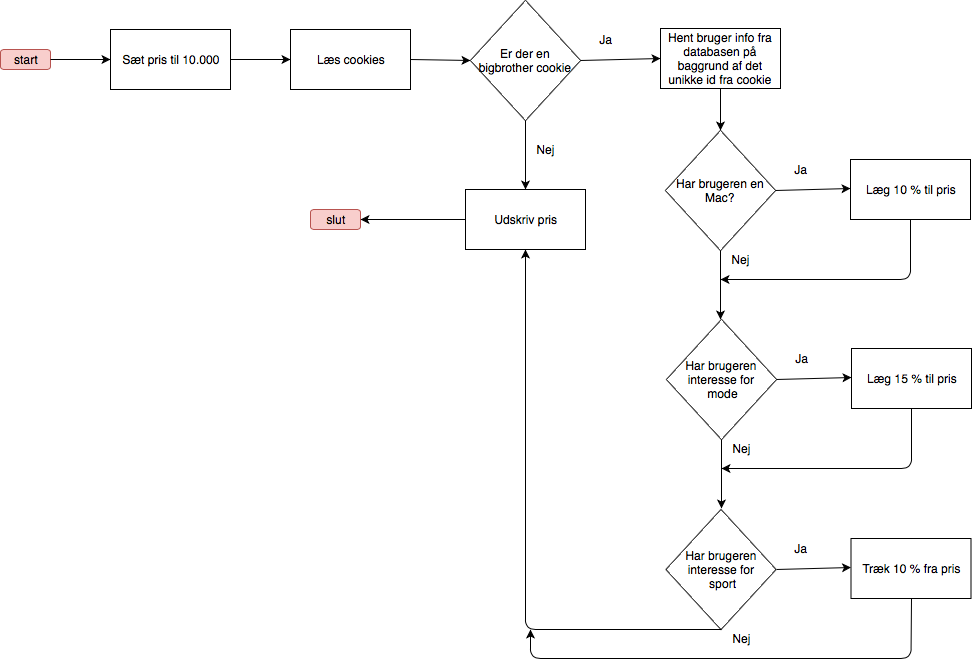 start
Sæt pris til 10.000
Læs cookies
Er der en
bigbrother cookie
Ja
Hent bruger info fra
databasen på
baggrund af det
unikke id fra cookie
Nej
Har brugeren en
Mac?
Ja
Læg 10 % til pris
slut
Udskriv pris
Nej
Har brugeren
interesse for
mode
Ja
Læg 15 % til pris
Nej
Har brugeren
interesse for
sport
Ja
Træk 10 % fra pris
Nej